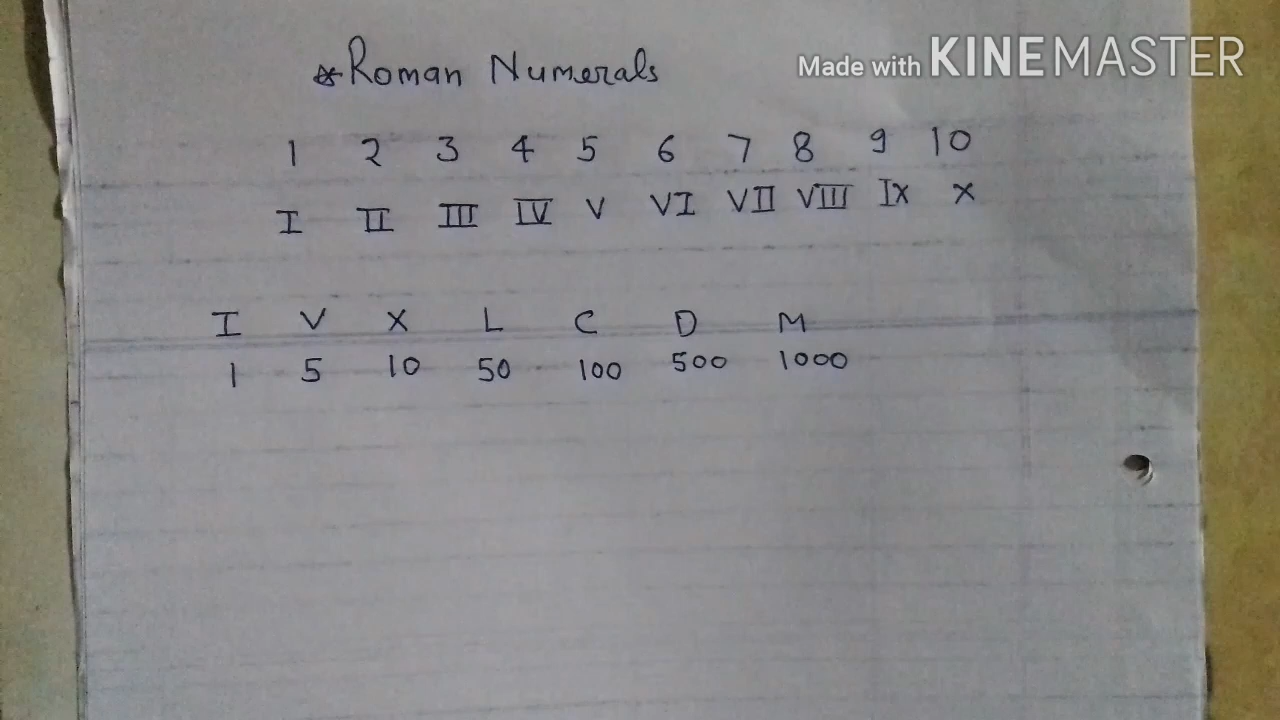 *Roman Numerals
Made with KINEMASTER
1 2 3 4 5 6 7 8 9 10
I II III IV V VI VII VIII IX X
I V X L C D M
1 5 10 50 100 500 1000